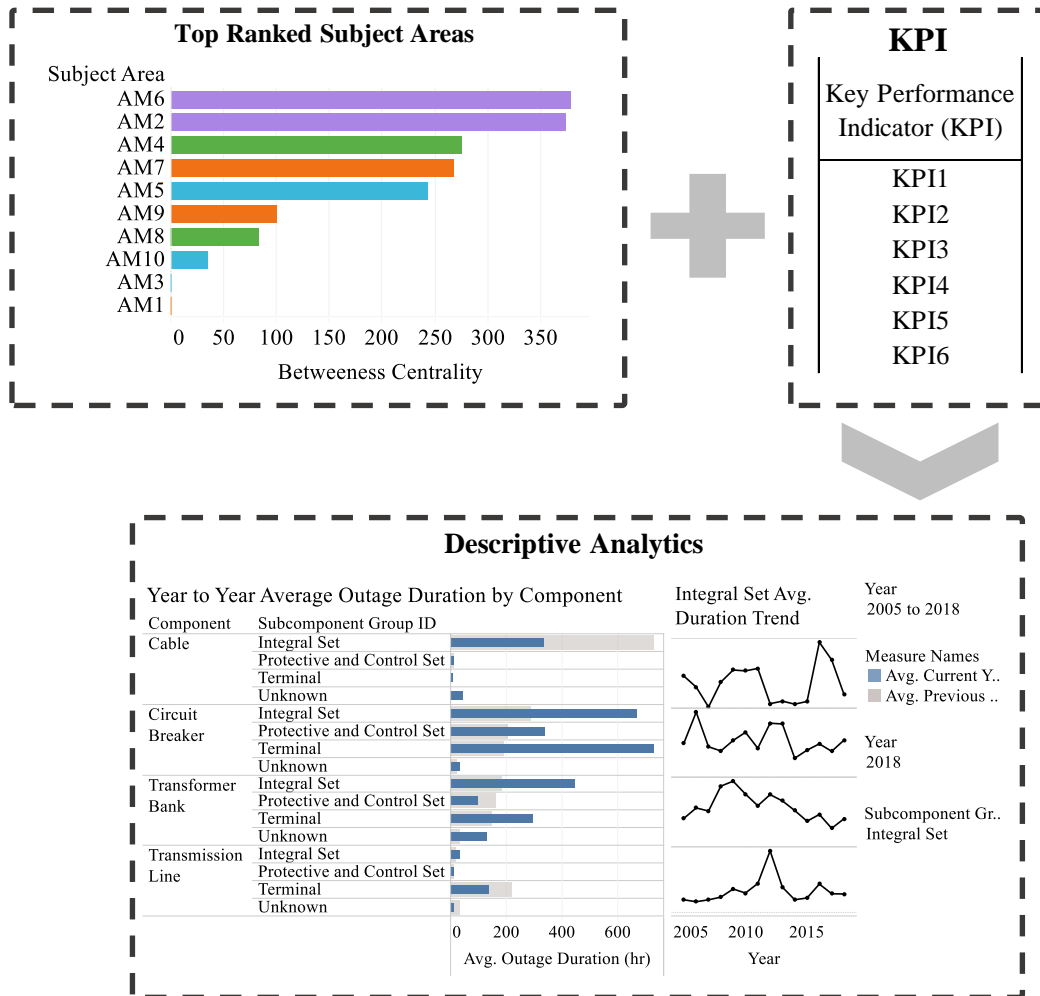 Top Ranked Subject Areas
Subject Area
AM6
AM2
AM4
AM7
AM5
AM9
AM8
AM10
AM3
AM1
0 50 100 150 200 250 300 350
Betweeness Centrality
KPI
Key Performance
Indicator (KPI)
KPI1
KPI2
KPI3
KPI4
KPI5
KPI6
Descriptive Analytics
Year to Year Average Outage Duration by Component
Component Subcomponent Group ID
Cable Integral Set
Protective and Control Set
Terminal
Unknown
Circuit Integral Set
Breaker Protective and Control Set
Terminal
Unknown
Transformer Integral Set
Bank Protective and Control Set
Terminal
Unknown
Transmission Integral Set
Line Protective and Control Set
Terminal
Unknown
0 200 400 600
Avg. Outage Duration (hr)
Integral Set Avg.
Duration Trend
2005 2010 2015
Year
Year
2005 to 2018
Measure Names
Avg. Current Y..
Avg. Previous ..
Year
2018
Subcomponent Gr..
Integral Set